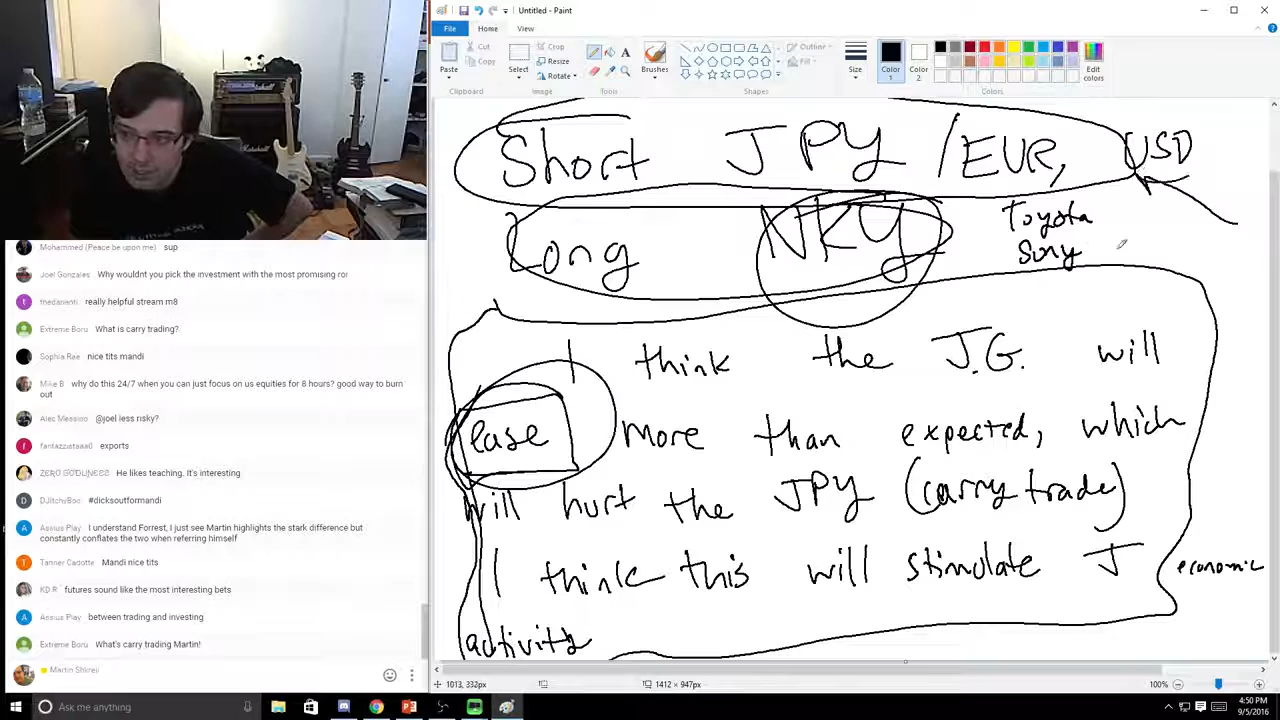 Untitled - Paint
File Home View
Paste
Cut
Copy
Clipboard
Select
Crop
Resize
Rotate
Image
Tools
Brushes
Shapes
Outline
Fill
Size
Color 1
Color 2
Edit colors
Colors
Short JPY / EUR, USD
Long NKY Toyota
Sony
I think the J.G. will
ease more than expected, which
will hurt the JPY (carry trade)
I think this will stimulate J economic
activity
Mohammed (Peace be upon me) sup
Joel Gonzales Why wouldnt you pick the investment with the most promising roi
thedarienti really helpful stream m8
Extreme Boru What is carry trading?
Sophia Rae nice tits mandi
Mike B why do this 24/7 when you can just focus on us equities for 8 hours? good way to burn
out
Alec Messino @joel less risky?
exports
ZERO GODLINESS He likes teaching. It's interesting
DJItchyBoc #dicksoutformandi
Assius Play I understand Forrest, I just see Martin highlights the stark difference but
constantly conflates the two when referring himself
Tanner Cadotte Mandi nice tits
KD.R futures sound like the most interesting bets
Assius Play between trading and investing
Extreme Boru What's carry trading Martin!
Martin Shkreli
1013, 332px
1412 × 947px
100%
Ask me anything
4:50 PM
9/5/2016
Marshall